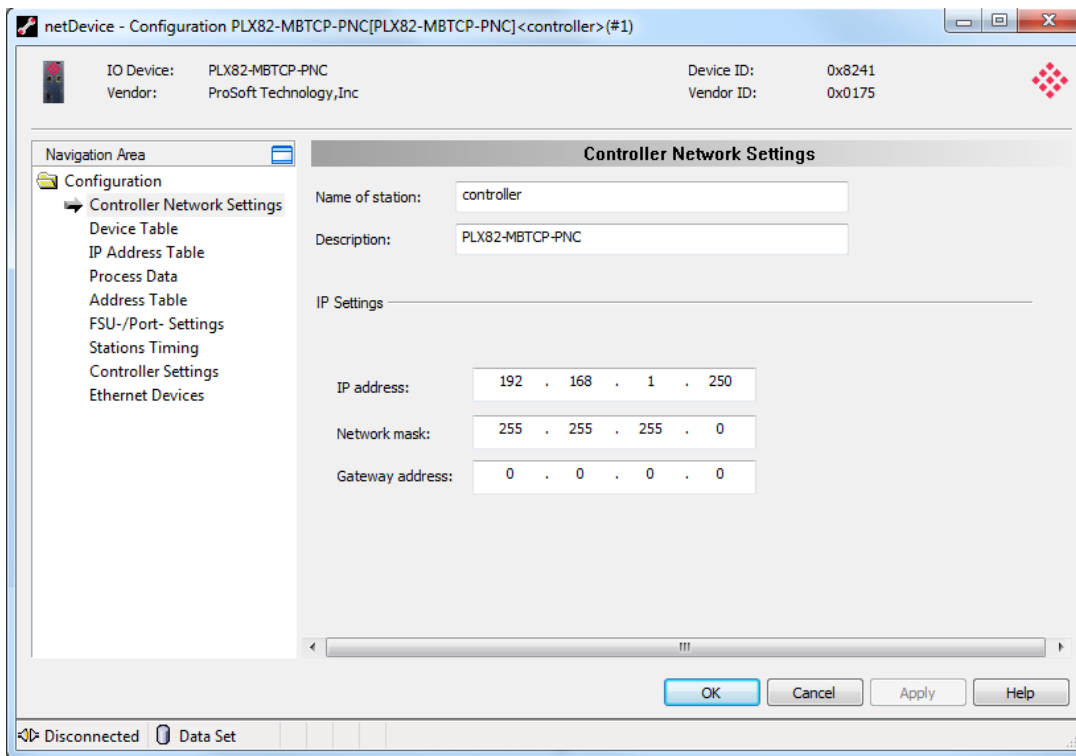 netDevice - Configuration PLX82-MBTCP-PNC[PLX82-MBTCP-PNC]<controller>(#1)
IO Device: PLX82-MBTCP-PNC Device ID: 0x8241
Vendor: ProSoft Technology,Inc Vendor ID: 0x0175
Navigation Area
Configuration
Controller Network Settings
Device Table
IP Address Table
Process Data
Address Table
FSU-/Port- Settings
Stations Timing
Controller Settings
Ethernet Devices
Controller Network Settings
Name of station: controller
Description: PLX82-MBTCP-PNC
IP Settings
IP address: 192 . 168 . 1 . 250
Network mask: 255 . 255 . 255 . 0
Gateway address: 0 . 0 . 0 . 0
OK Cancel Apply Help
Disconnected Data Set